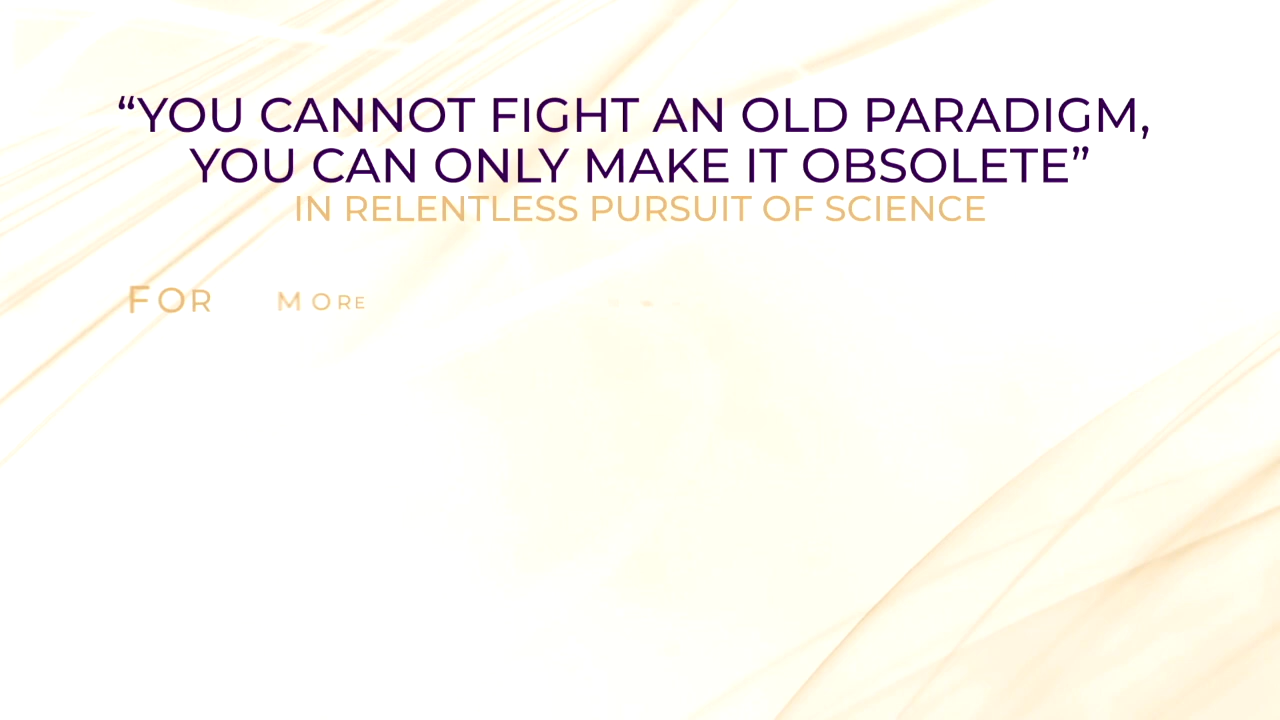 “YOU CANNOT FIGHT AN OLD PARADIGM,
YOU CAN ONLY MAKE IT OBSOLETE”
IN RELENTLESS PURSUIT OF SCIENCE
FOR MORE